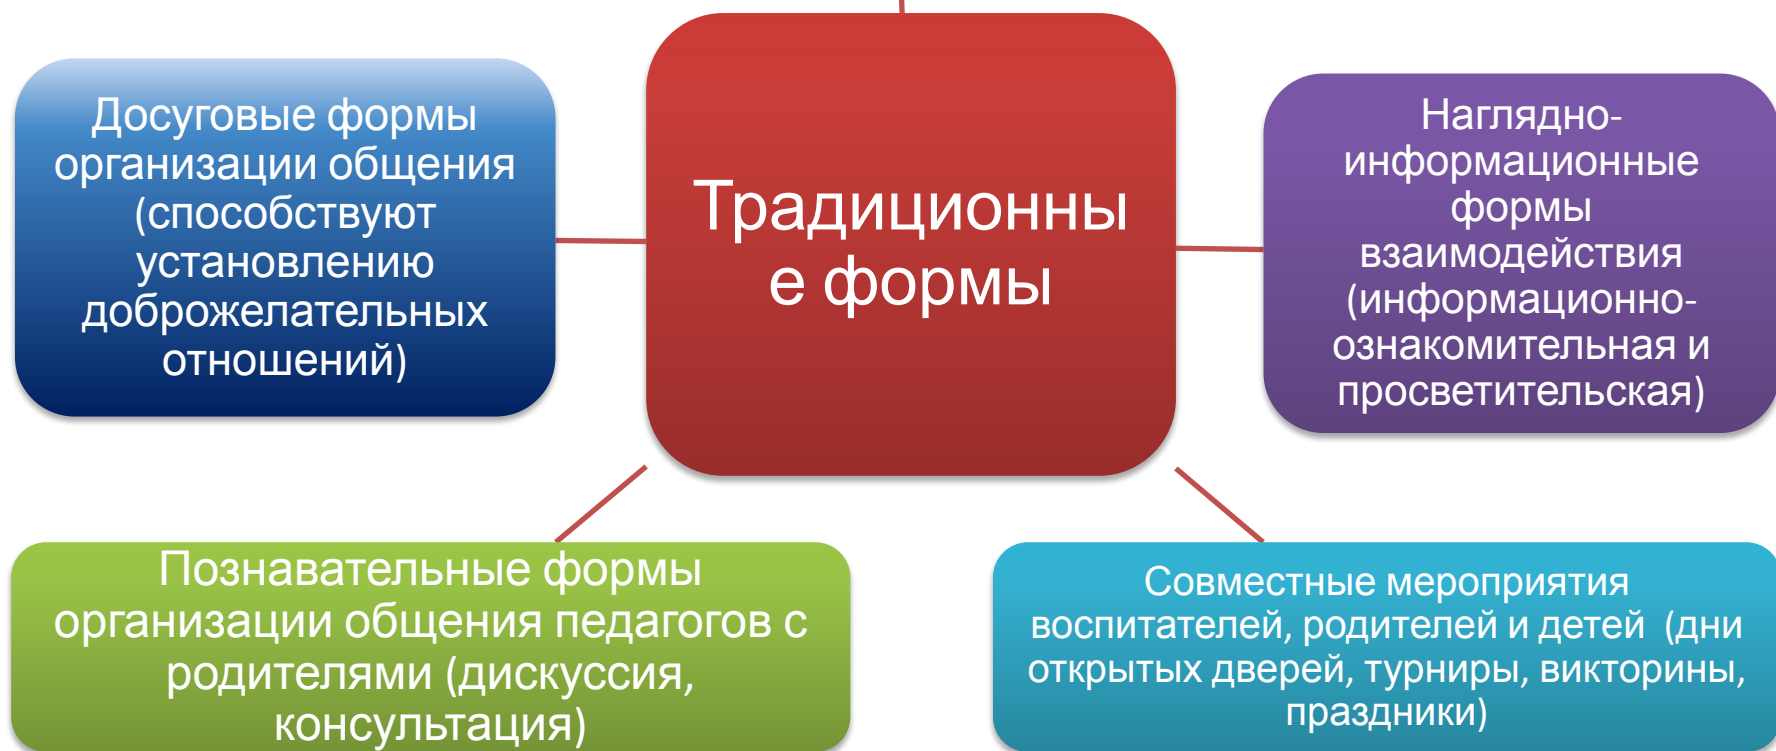 Досуговые формы
организации общения
(способствуют
установлению
доброжелательных
отношений)
Традиционны
е формы
Наглядно-
информационные
формы
взаимодействия
(информационно-
ознакомительная и
просветительская)
Познавательные формы
организации общения педагогов с
родителями (дискуссия,
консультация)
Совместные мероприятия
воспитателей, родителей и детей  (дни
открытых дверей, турниры, викторины,
праздники)